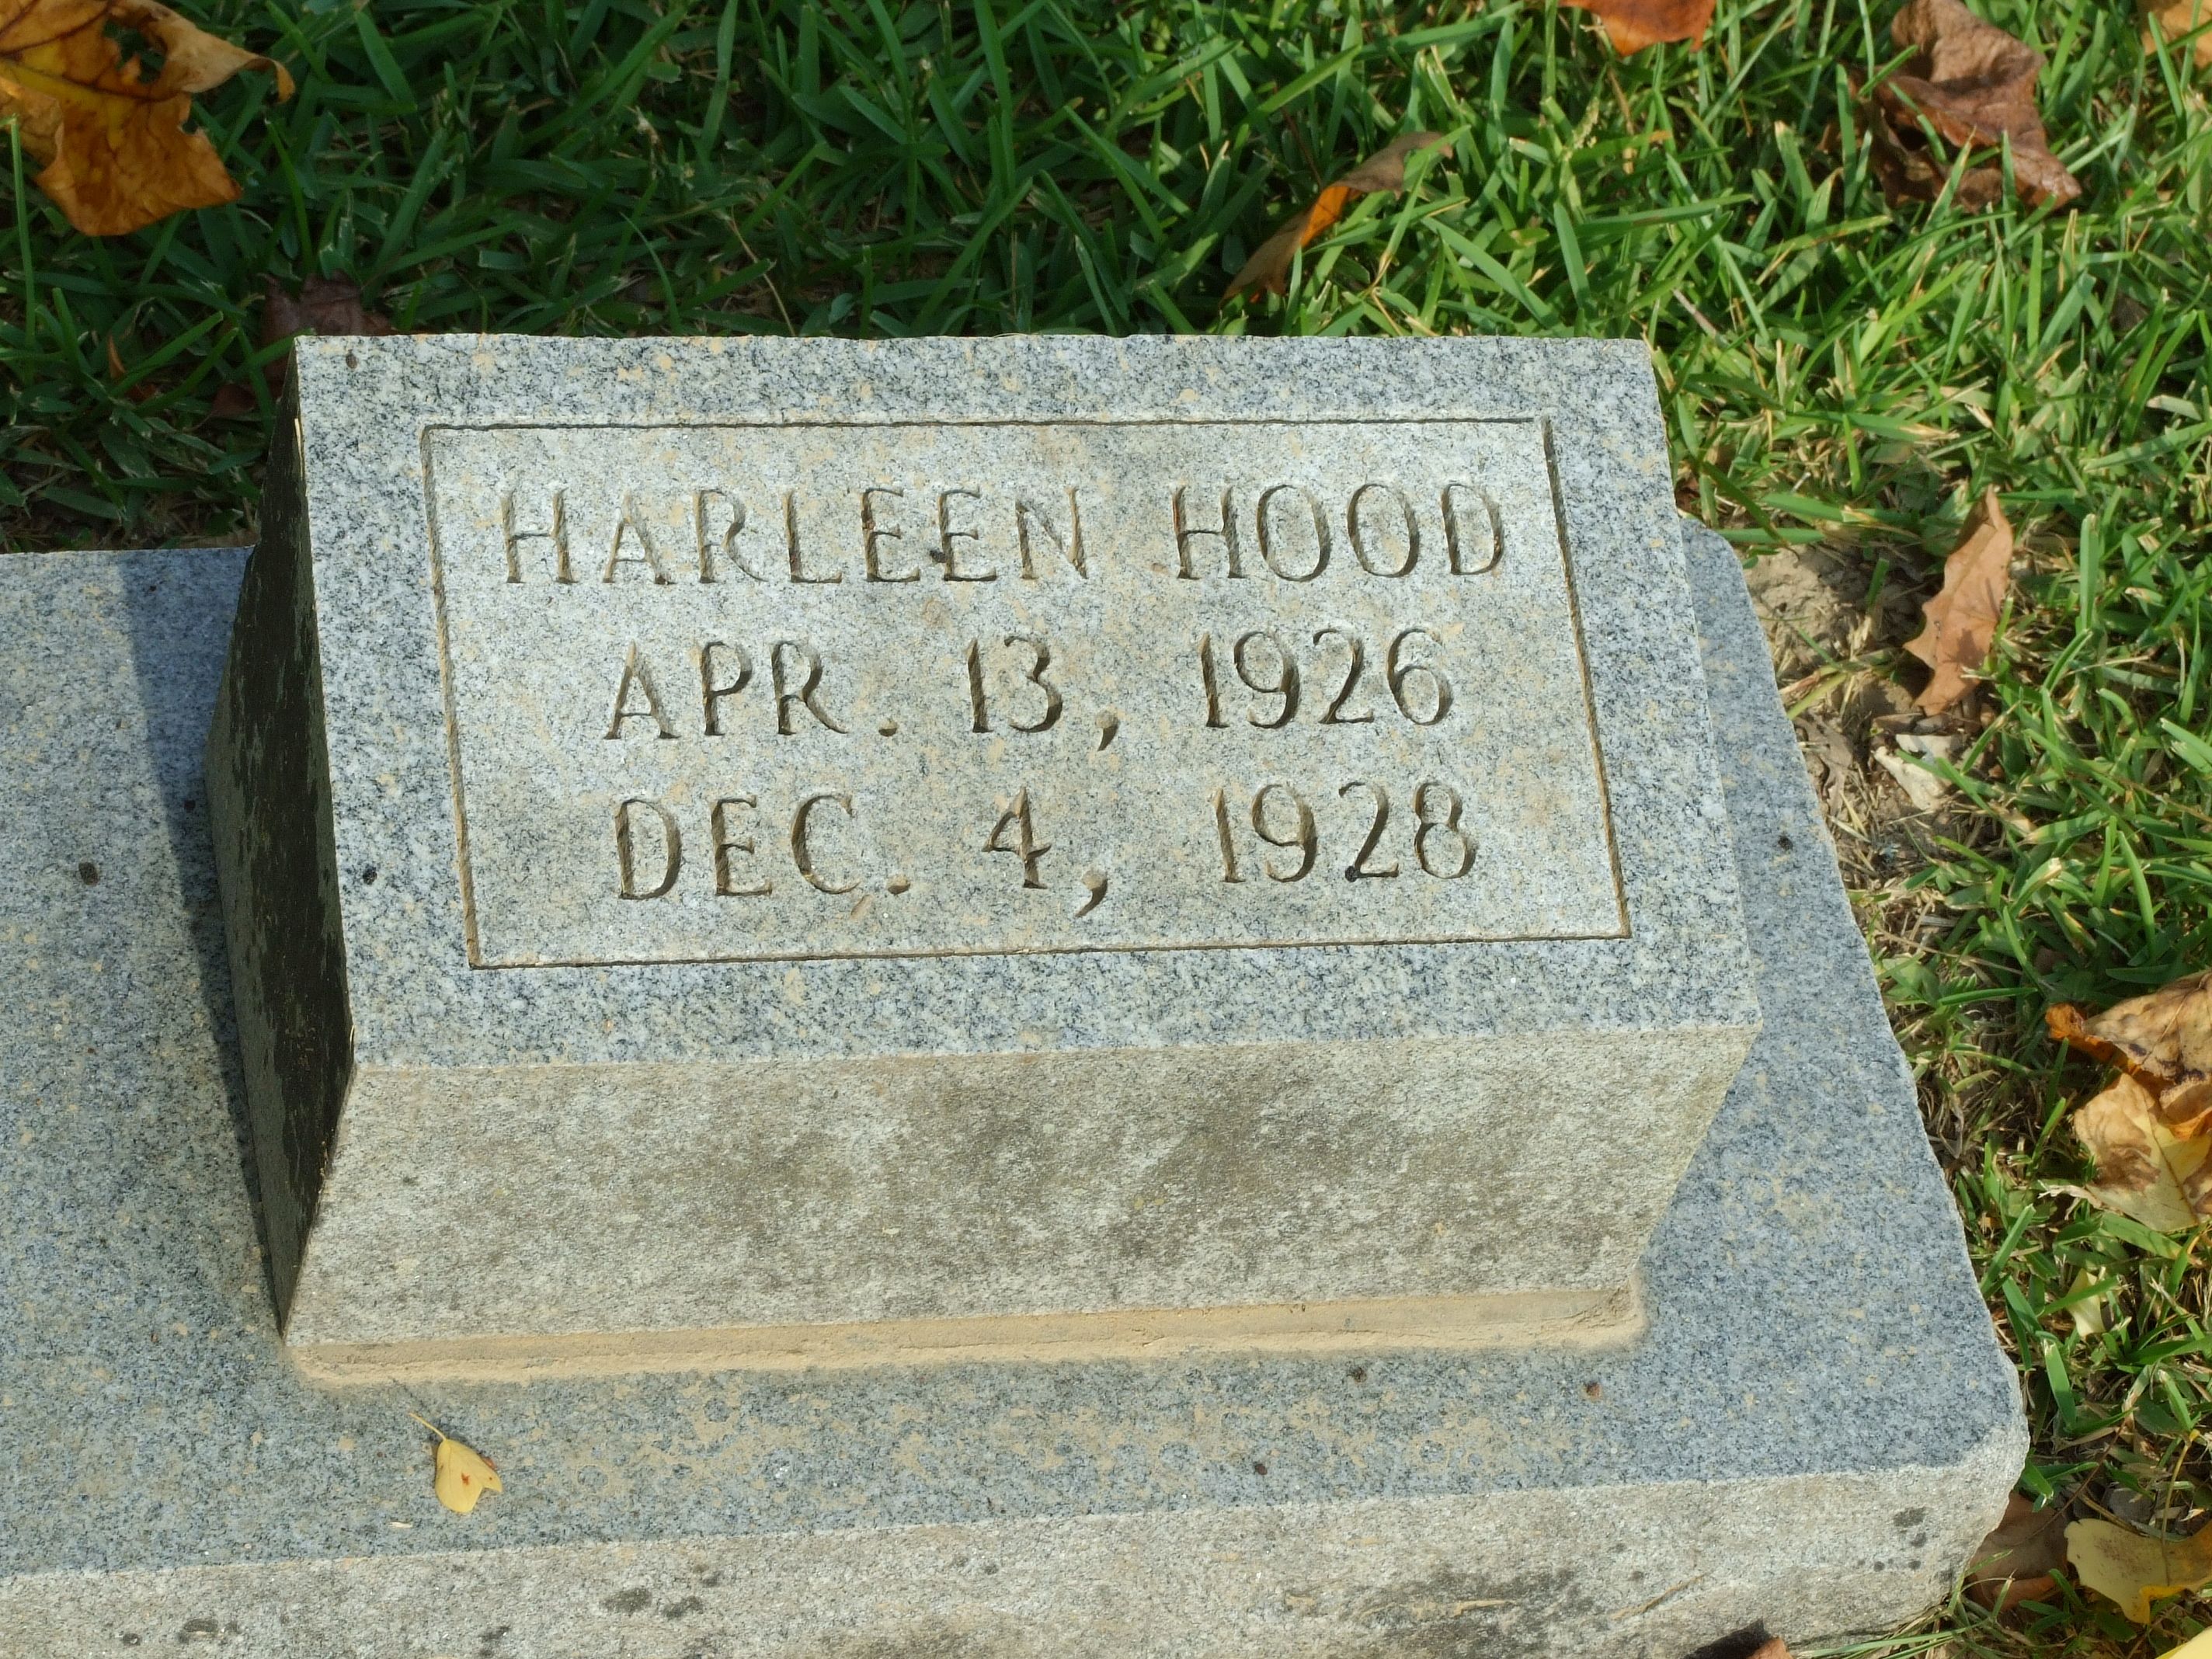 HARLEEN HOOD
APR. 13, 1926
DEC. 4, 1928